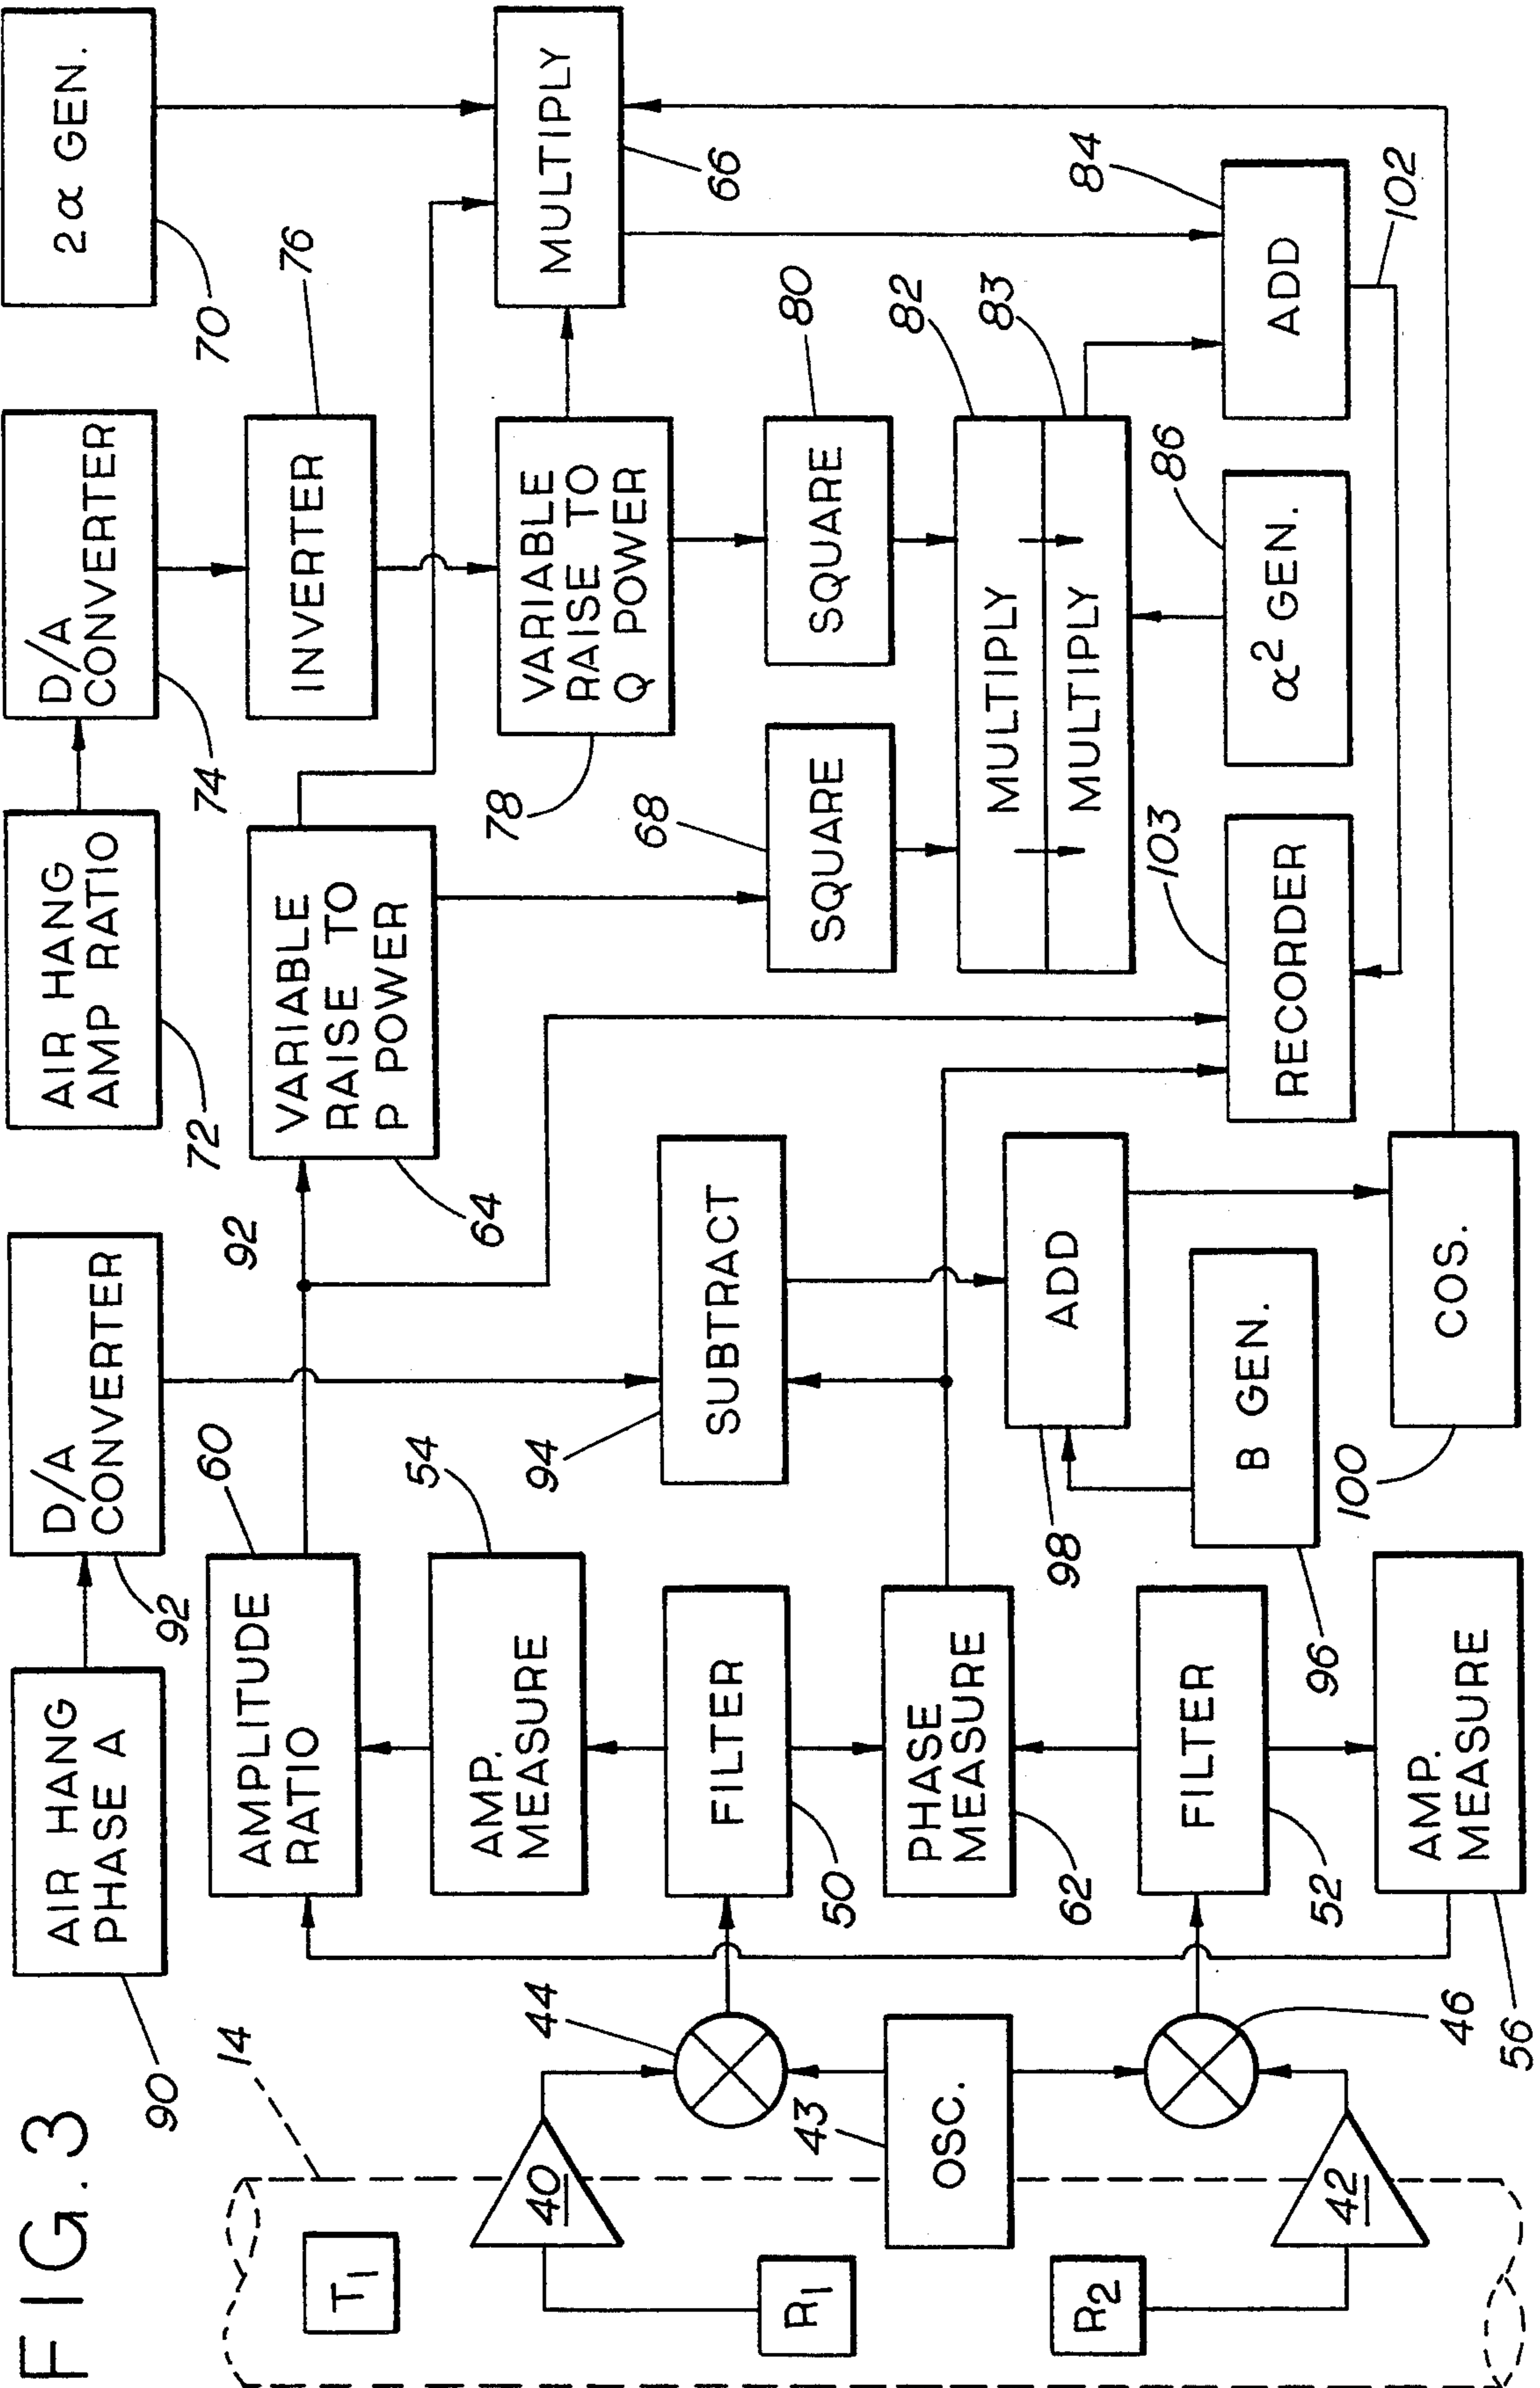 FIG. 3
14
T1
R1
R2
40
42
OSC.
43
44
46
AIR HANG
PHASE A
90
D/A
CONVERTER
92
AMPLITUDE
RATIO
60
AMP.
MEASURE
54
FILTER
50
PHASE
MEASURE
62
FILTER
52
AMP.
MEASURE
56
SUBTRACT
94
ADD
98
B GEN.
96
COS.
100
AIR HANG
AMP RATIO
72
D/A
CONVERTER
74
92
VARIABLE
RAISE TO
P POWER
64
INVERTER
76
VARIABLE
RAISE TO
Q POWER
78
SQUARE
68
SQUARE
80
MULTIPLY
82
MULTIPLY
83
RECORDER
103
α2 GEN.
86
2α GEN.
70
MULTIPLY
66
ADD
84
102